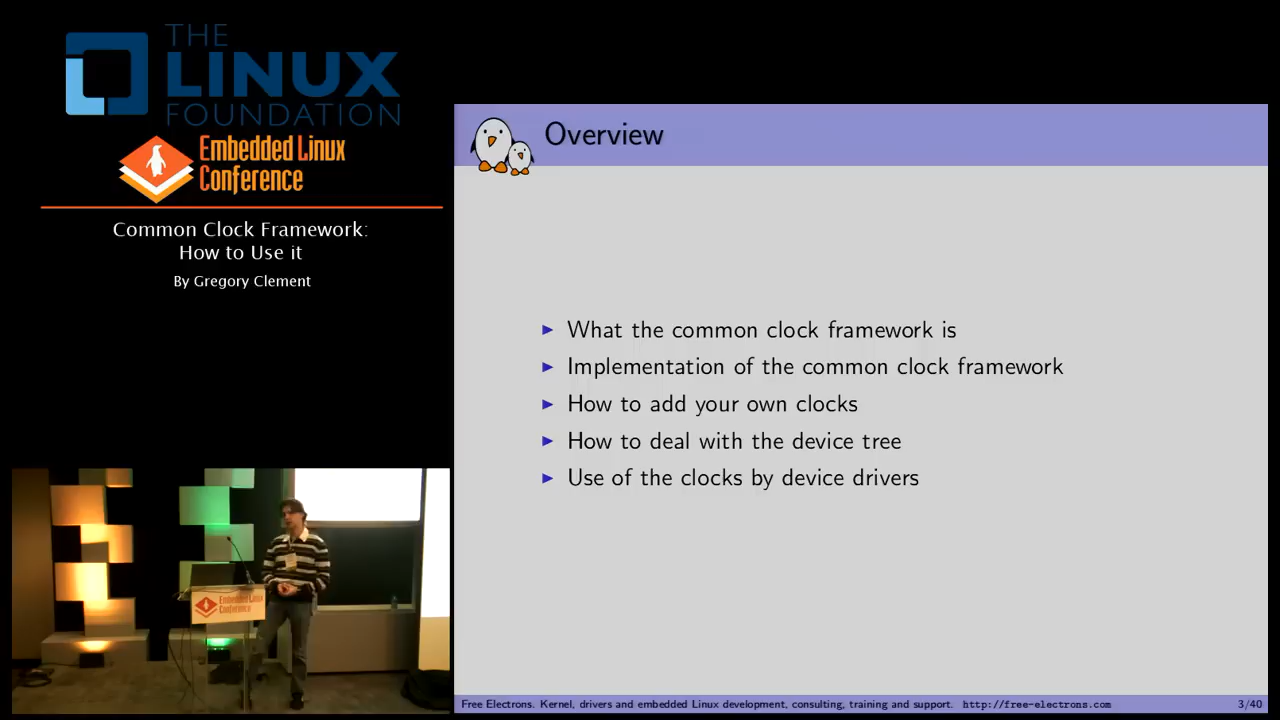 THE
LINUX
FOUNDATION
Embedded Linux
Conference
Common Clock Framework:
How to Use it
By Gregory Clement
Overview
What the common clock framework is
Implementation of the common clock framework
How to add your own clocks
How to deal with the device tree
Use of the clocks by device drivers
Embedded Linux
Conference
Free Electrons. Kernel, drivers and embedded Linux development, consulting, training and support. http://free-electrons.com 3/40